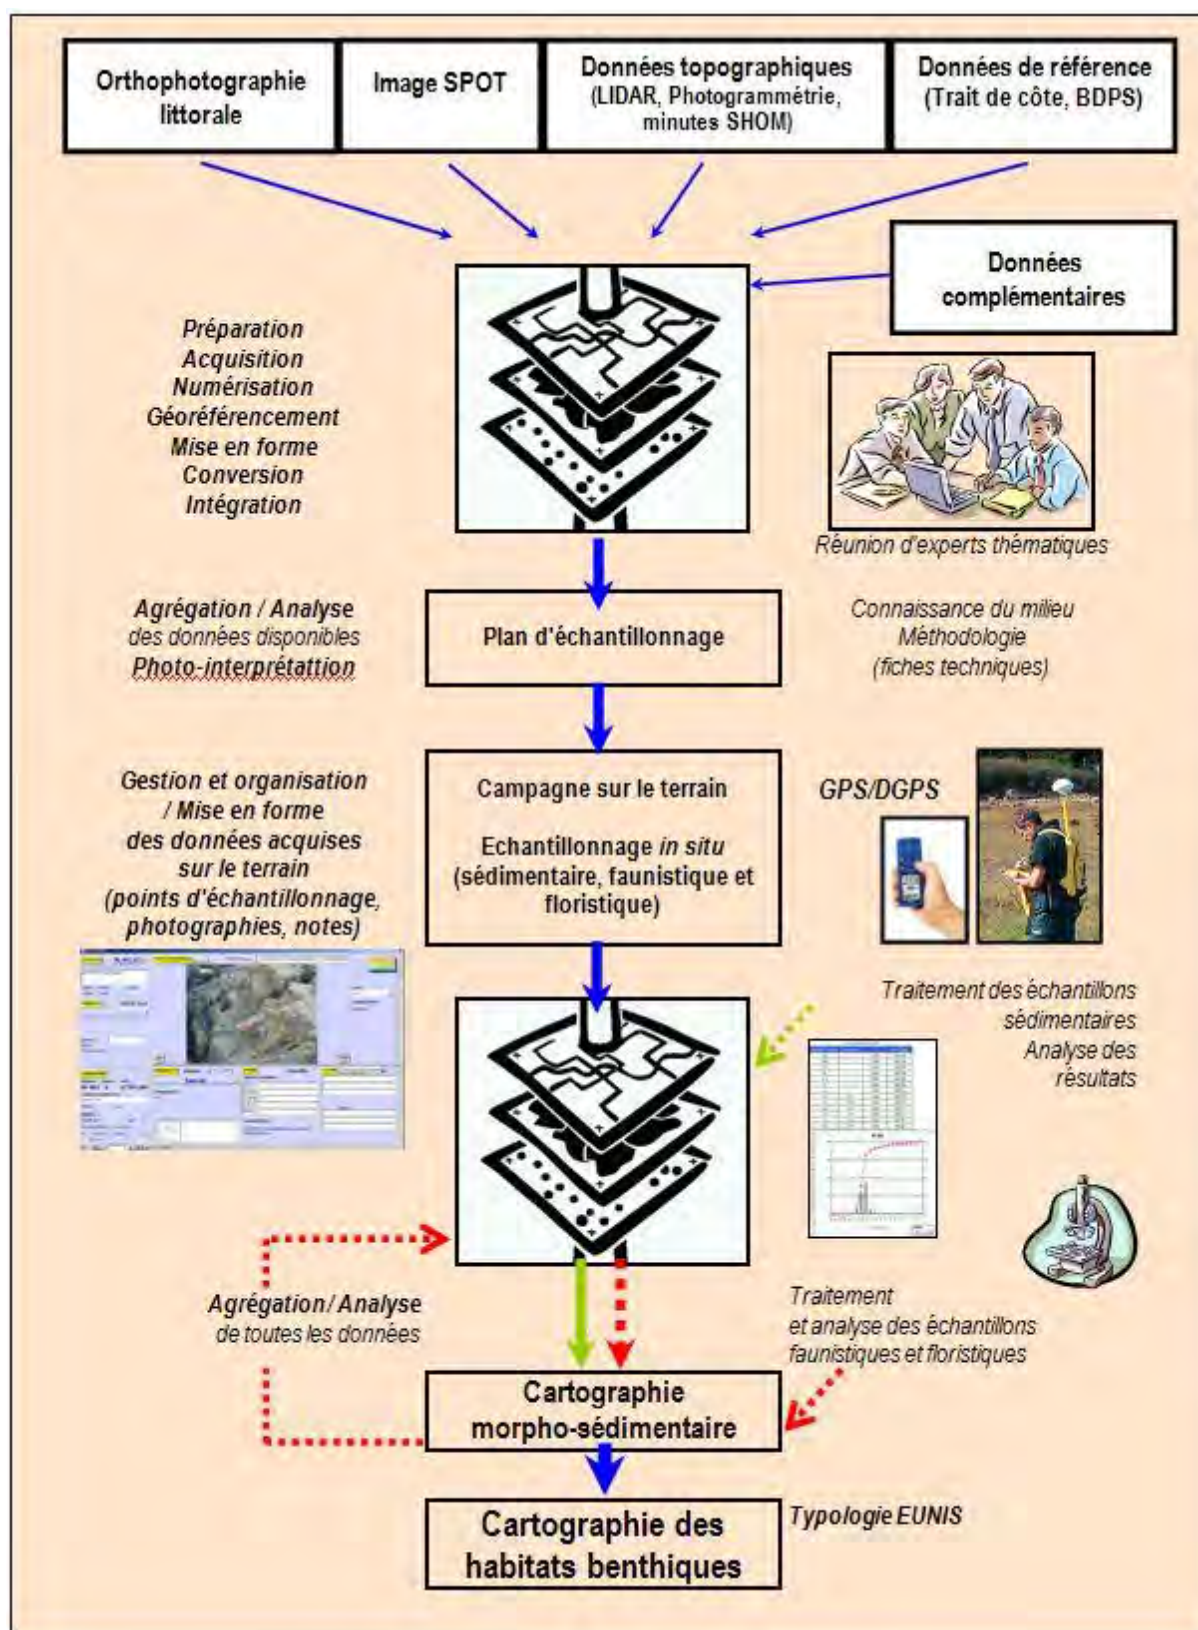 Orthophotographie
littorale
Image SPOT
Données topographiques
(LIDAR, Photogrammétrie,
minutes SHOM)
Données de référence
(Trait de côte, BDPS)
Données
complémentaires
Préparation
Acquisition
Numérisation
Géoréférencement
Mise en forme
Conversion
Intégration
Réunion d'experts thématiques
Agrégation / Analyse
des données disponibles
Photo-interprétattion
Plan d'échantillonnage
Connaissance du milieu
Méthodologie
(fiches techniques)
Gestion et organisation
/ Mise en forme
des données acquises
sur le terrain
(points d'échantillonnage,
photographies, notes)
Campagne sur le terrain
Echantillonnage in situ
(sédimentaire, faunistique et
floristique)
GPS/DGPS
Traitement des échantillons
sédimentaires
Analyse des
résultats
Agrégation / Analyse
de toutes les données
Traitement
et analyse des échantillons
faunistiques et floristiques
Cartographie
morpho-sédimentaire
Cartographie des
habitats benthiques
Typologie EUNIS